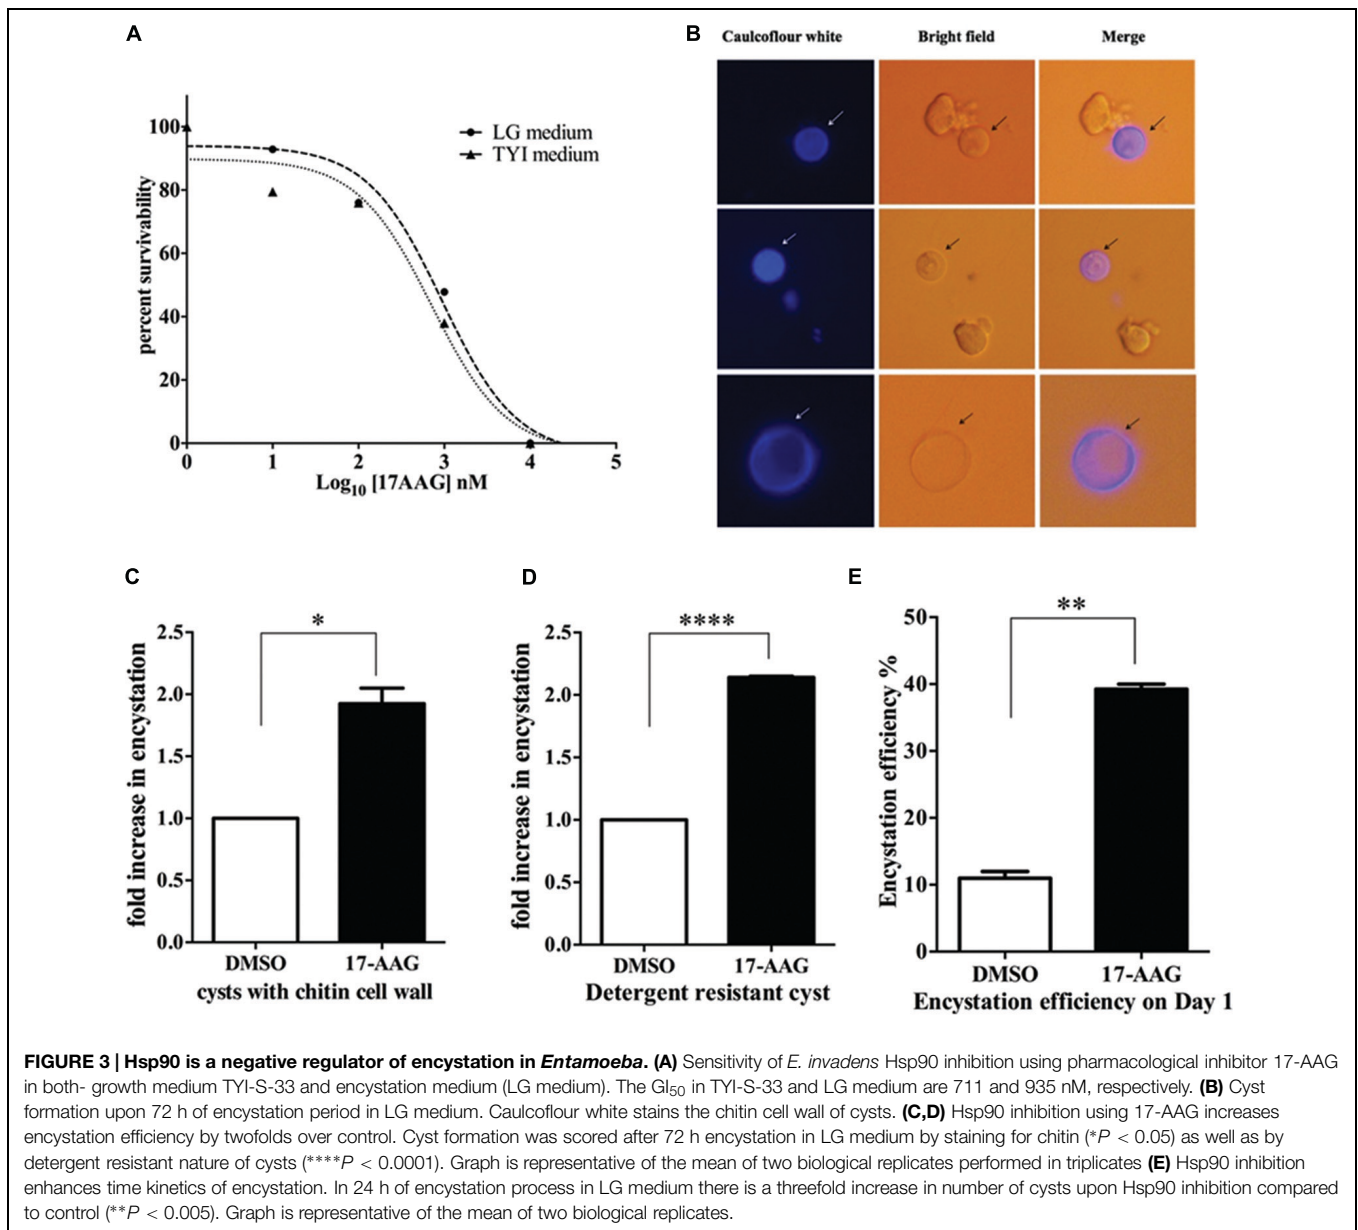 A
100
80
60
40
20
0
percent survivability
LG medium
TYI medium
0 1 2 3 4 5
Log10 [17AAG] nM
B
Caulcoflour white Bright field Merge
C
*
2.5
2.0
1.5
1.0
0.5
0.0
fold increase in encystation
DMSO 17-AAG
cysts with chitin cell wall
D
****
2.5
2.0
1.5
1.0
0.5
0.0
fold increase in encystation
DMSO 17-AAG
Detergent resistant cyst
E
**
50
40
30
20
10
0
Encystation efficiency %
DMSO 17-AAG
Encystation efficiency on Day 1
FIGURE 3 | Hsp90 is a negative regulator of encystation in Entamoeba. (A) Sensitivity of E. invadens Hsp90 inhibition using pharmacological inhibitor 17-AAG
in both- growth medium TYI-S-33 and encystation medium (LG medium). The GI50 in TYI-S-33 and LG medium are 711 and 935 nM, respectively. (B) Cyst
formation upon 72 h of encystation period in LG medium. Caulcoflour white stains the chitin cell wall of cysts. (C,D) Hsp90 inhibition using 17-AAG increases
encystation efficiency by twofolds over control. Cyst formation was scored after 72 h encystation in LG medium by staining for chitin (*P < 0.05) as well as by
detergent resistant nature of cysts (****P < 0.0001). Graph is representative of the mean of two biological replicates performed in triplicates (E) Hsp90 inhibition
enhances time kinetics of encystation. In 24 h of encystation process in LG medium there is a threefold increase in number of cysts upon Hsp90 inhibition compared
to control (**P < 0.005). Graph is representative of the mean of two biological replicates.